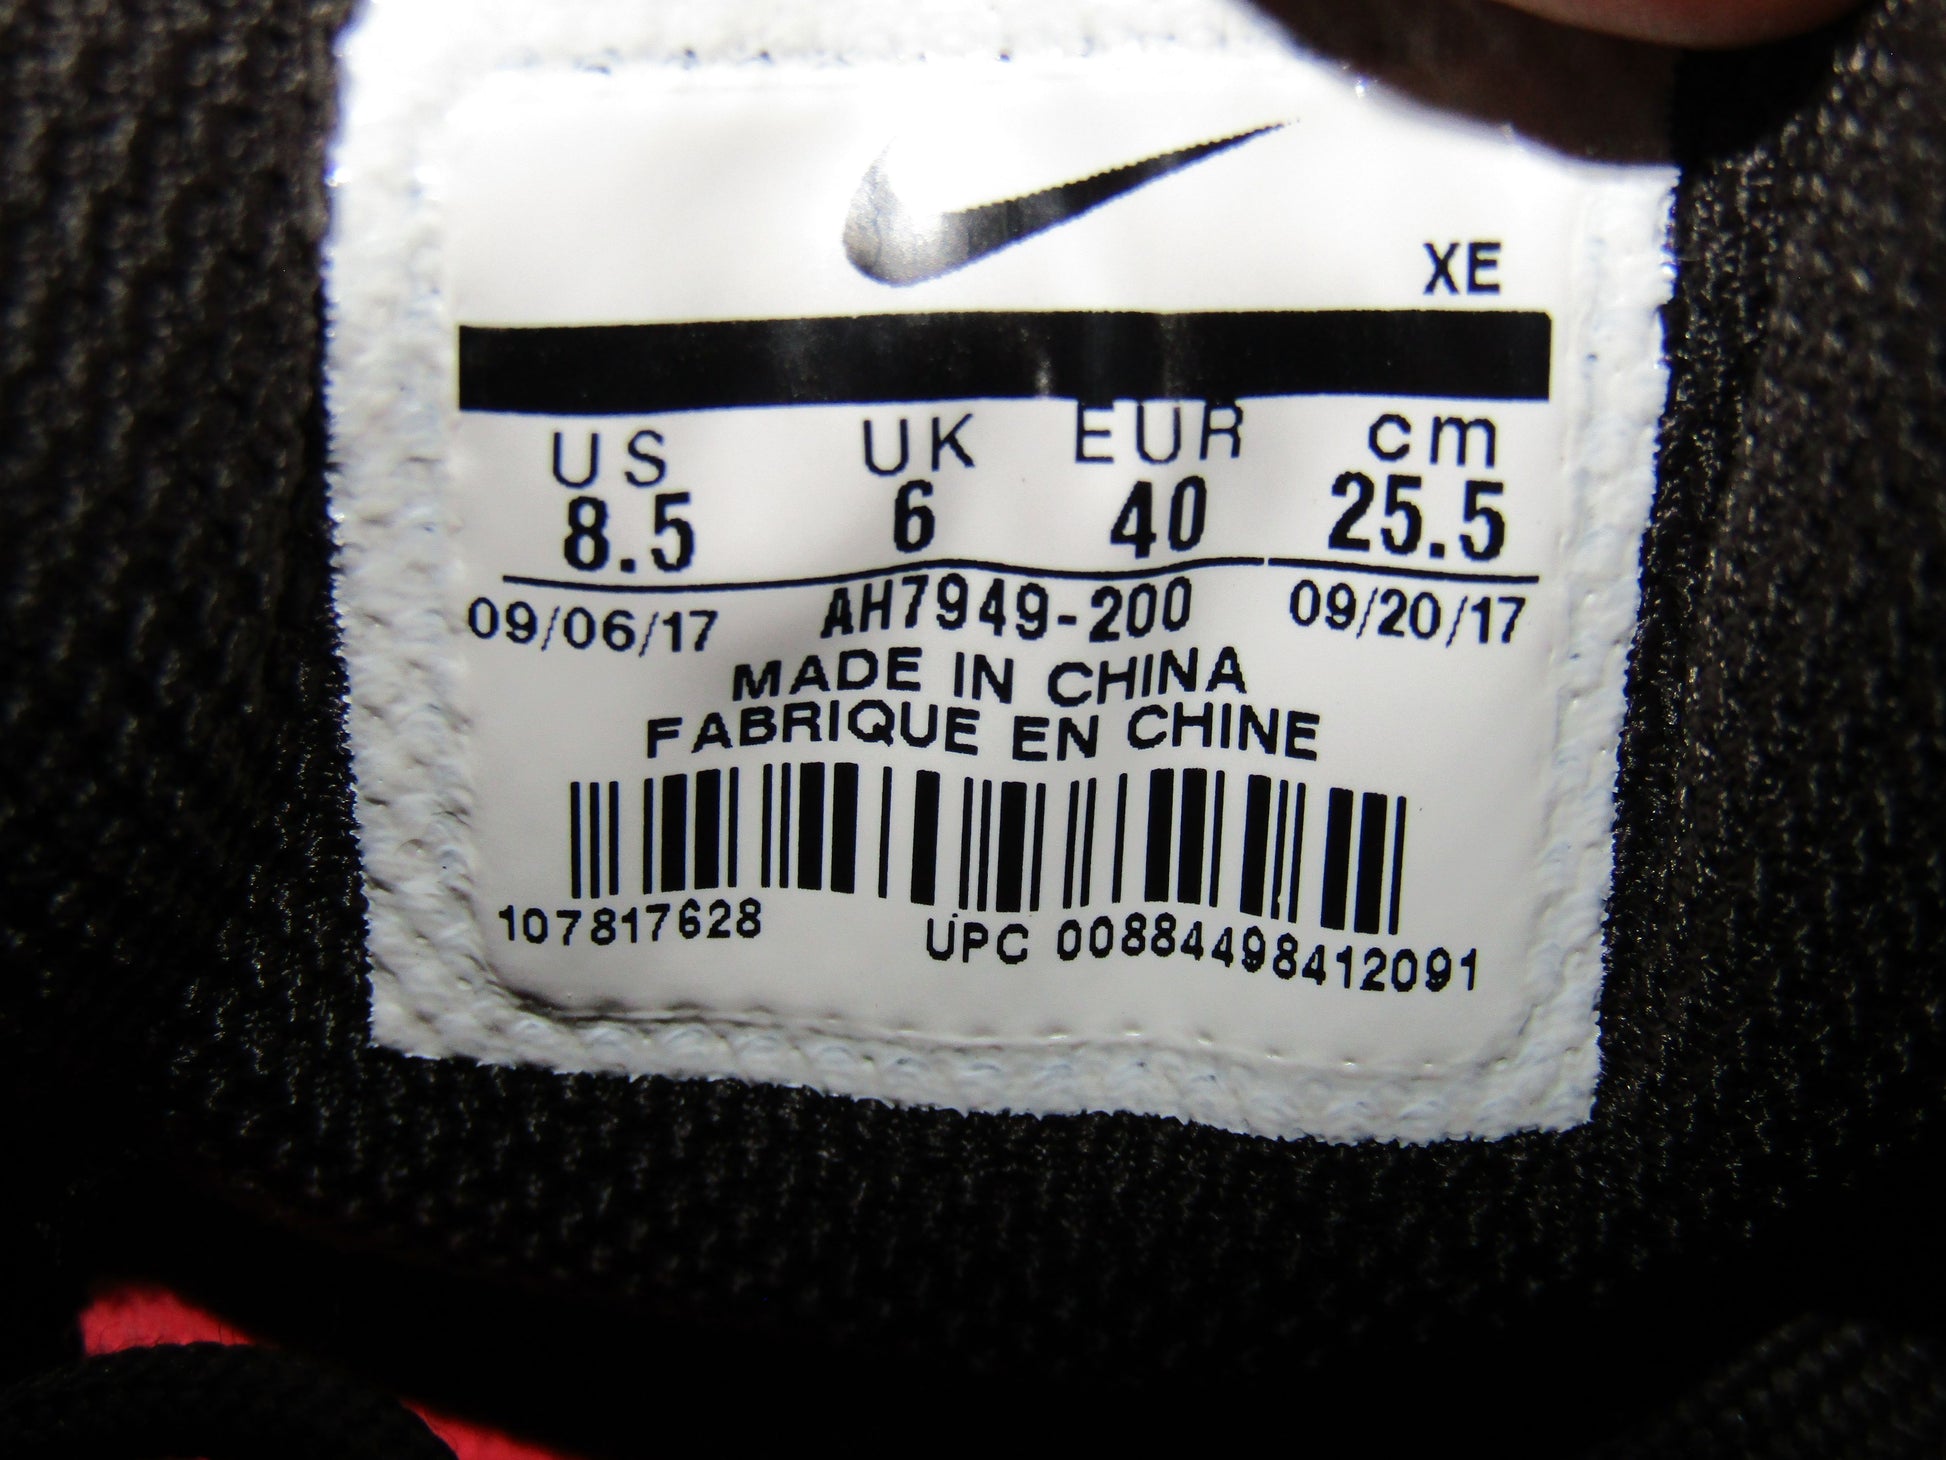 XE
US UK EUR cm
8.5 6 40 25.5
09/06/17 AH7949-200 09/20/17
MADE IN CHINA
FABRIQUE EN CHINE
107817628 UPC 00884498412091